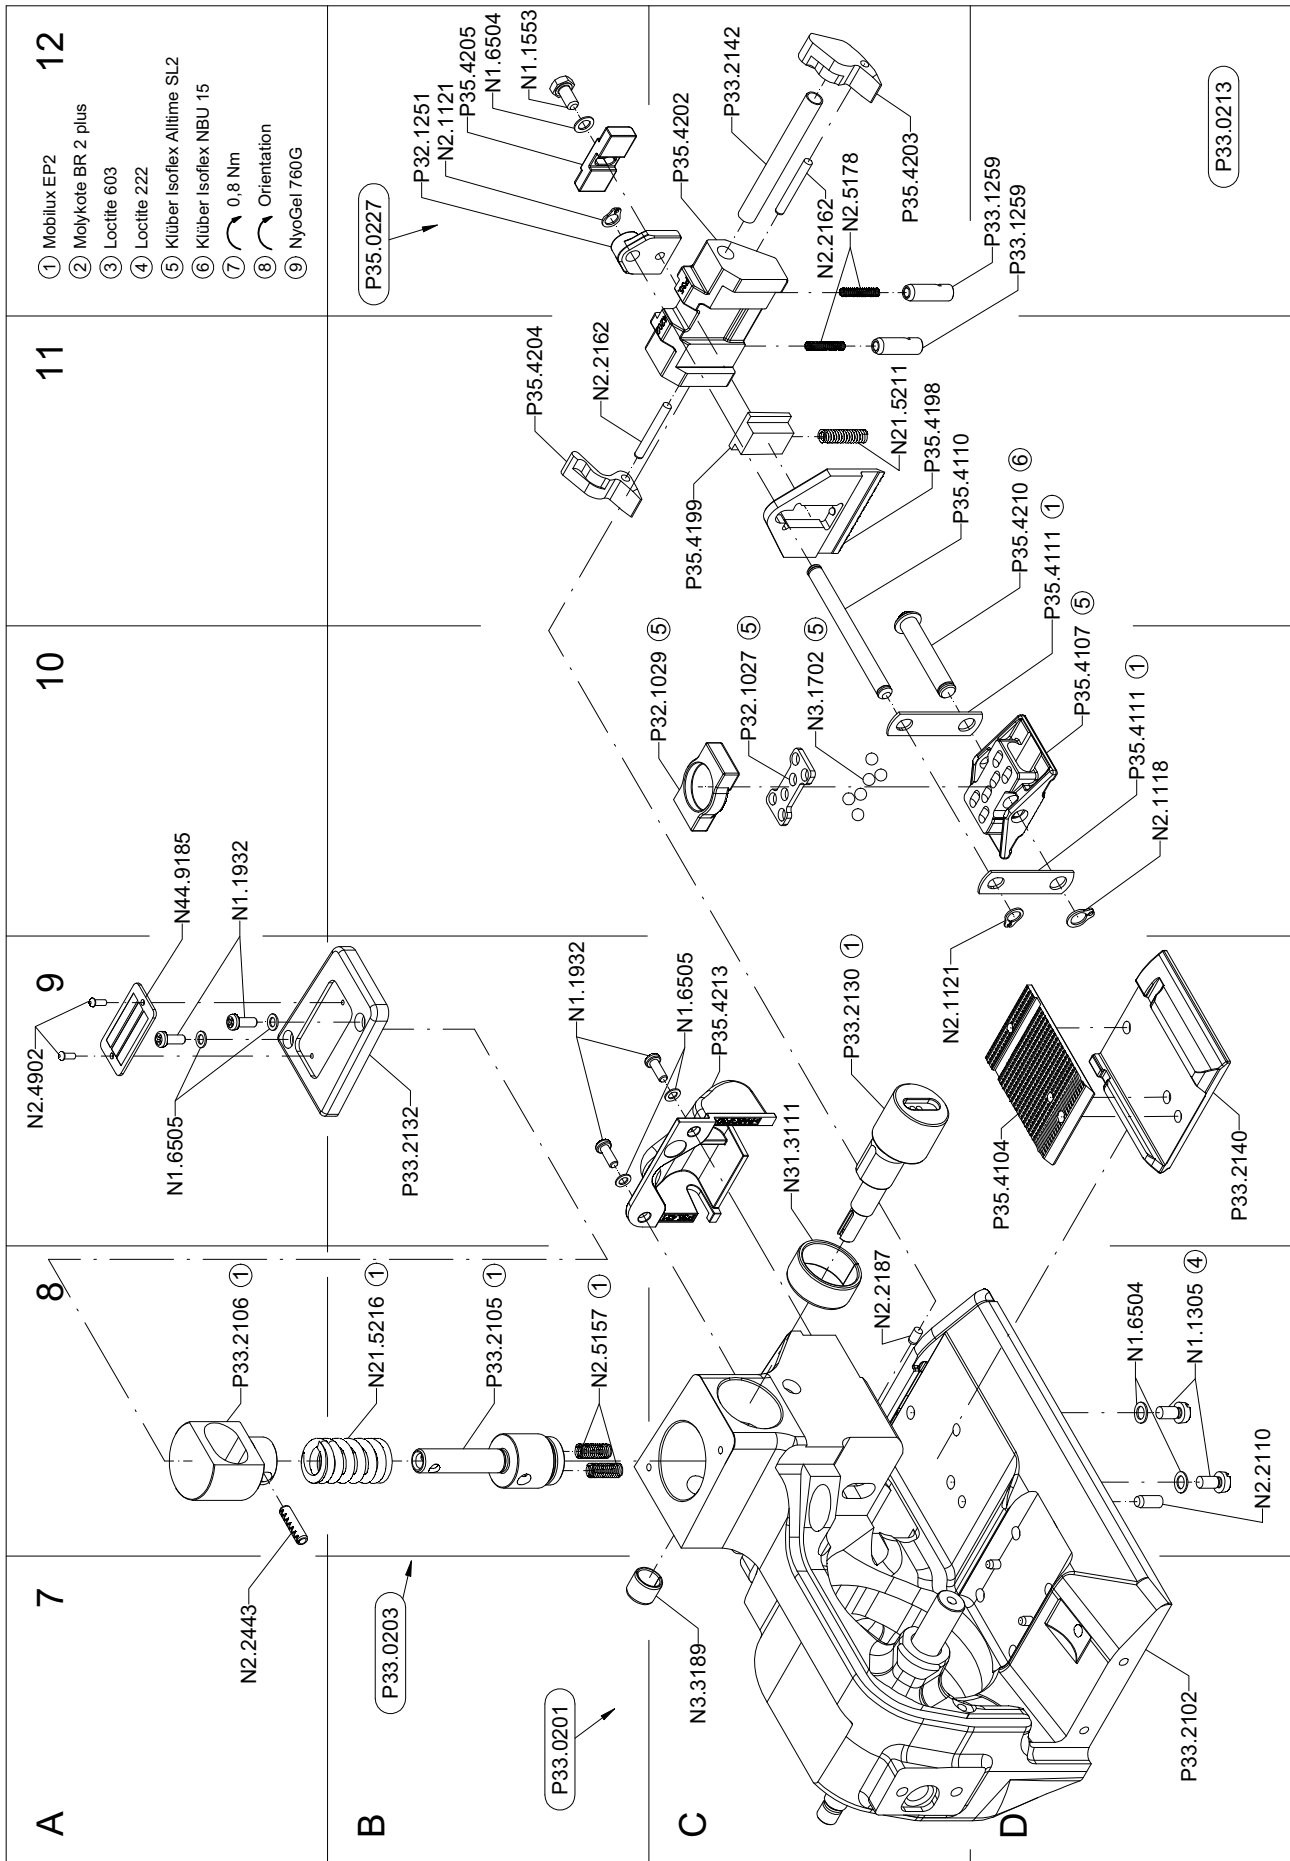 7
8
9
10
11
12
A
B
C
D
1 Mobilux EP2
2 Molykote BR 2 plus
3 Loctite 603
4 Loctite 222
5 Klüber Isoflex Alltime SL2
6 Klüber Isoflex NBU 15
7 0,8 Nm
8 Orientation
9 NyoGel 760G
N2.2443
P33.2106 1
N21.5216 1
P33.2105 1
N2.5157 1
P33.0203
P33.0201
N3.3189
P33.2102
N2.4902
N44.9185
N1.1932
N1.6505
P33.2132
N1.1932
N1.6505
P35.4213
N31.3111
P33.2130 1
N2.2187
N1.6504
N1.1305 4
N2.2110
P35.4104
P33.2140
P32.1029 5
P32.1027 5
N3.1702 5
N2.1121
N2.1118
P35.4111 1
P35.4107 5
P35.4111 1
P35.4210 6
P35.4110
P35.4198
N21.5211
P35.4199
P35.4204
N2.2162
P35.0227
P32.1251
N2.1121
P35.4205
N1.6504
N1.1553
P35.4202
P33.2142
P35.4203
N2.2162
N2.5178
P33.1259
P33.1259
P33.0213